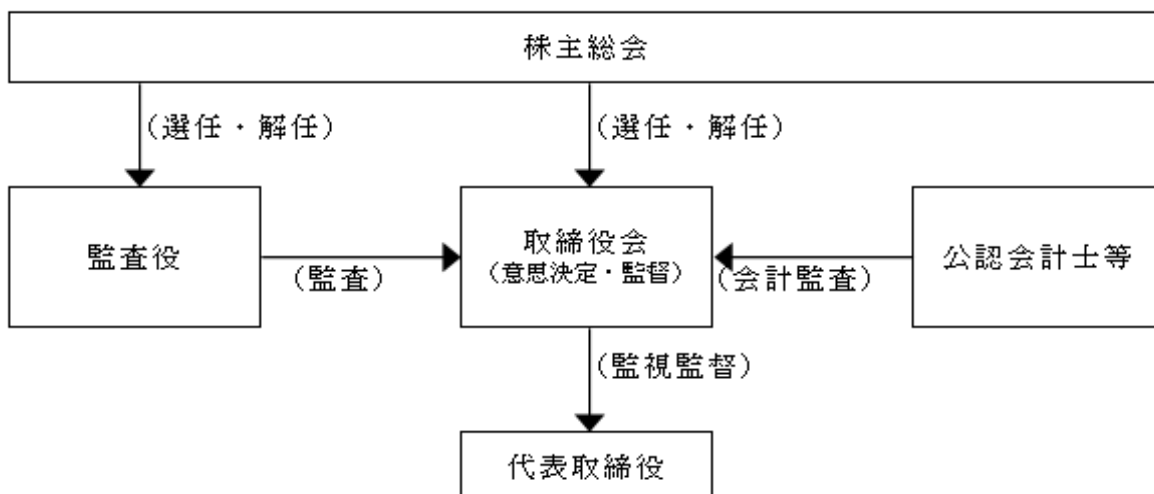 株主総会
(選任・解任)
(選任・解任)
監査役
取締役会
(意思決定・監督)
公認会計士等
(監査)
(会計監査)
(監視監督)
代表取締役